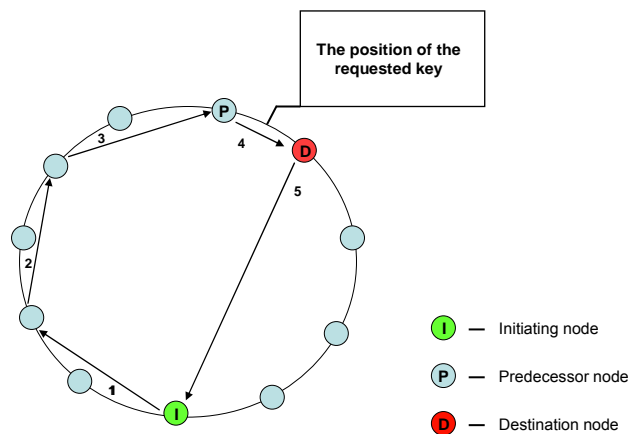 The position of the
requested key
P
3
4
D
5
2
1
I
I — Initiating node
P — Predecessor node
D — Destination node